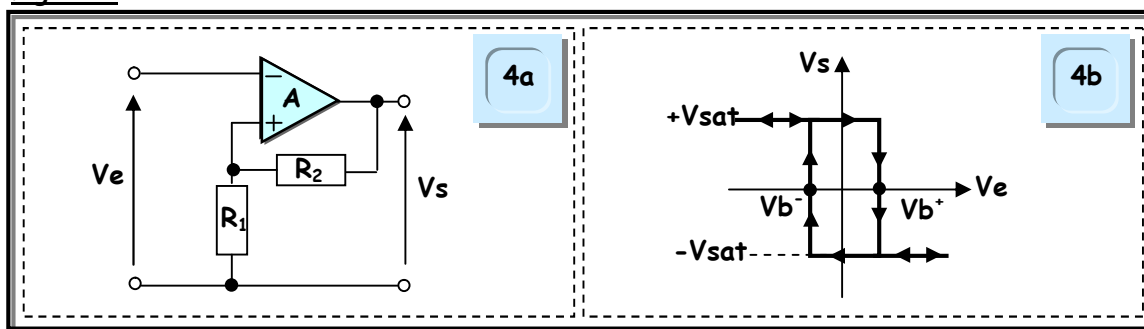 4a
A
−
+
R₂
Ve
R₁
Vs
4b
Vs
+Vsat
Ve
Vb⁻
Vb⁺
-Vsat